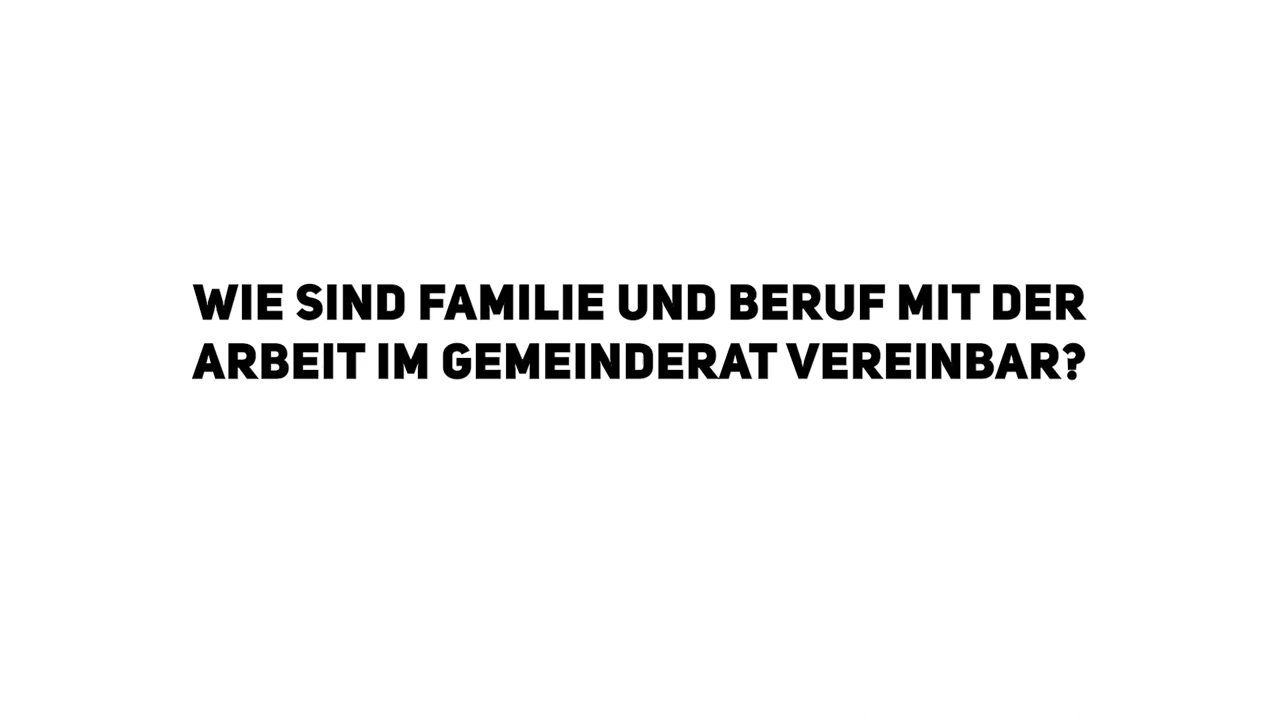 WIE SIND FAMILIE UND BERUF MIT DER
ARBEIT IM GEMEINDERAT VEREINBAR?